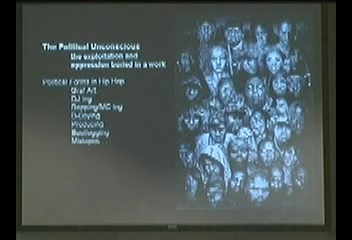 The Political Unconscious
the exploitation and
oppression buried in a work
Political Forms in Hip Hop
Graf Art
DJ'ing
Rapping/MC'ing
Producing
Bootlegging
Mixtapes